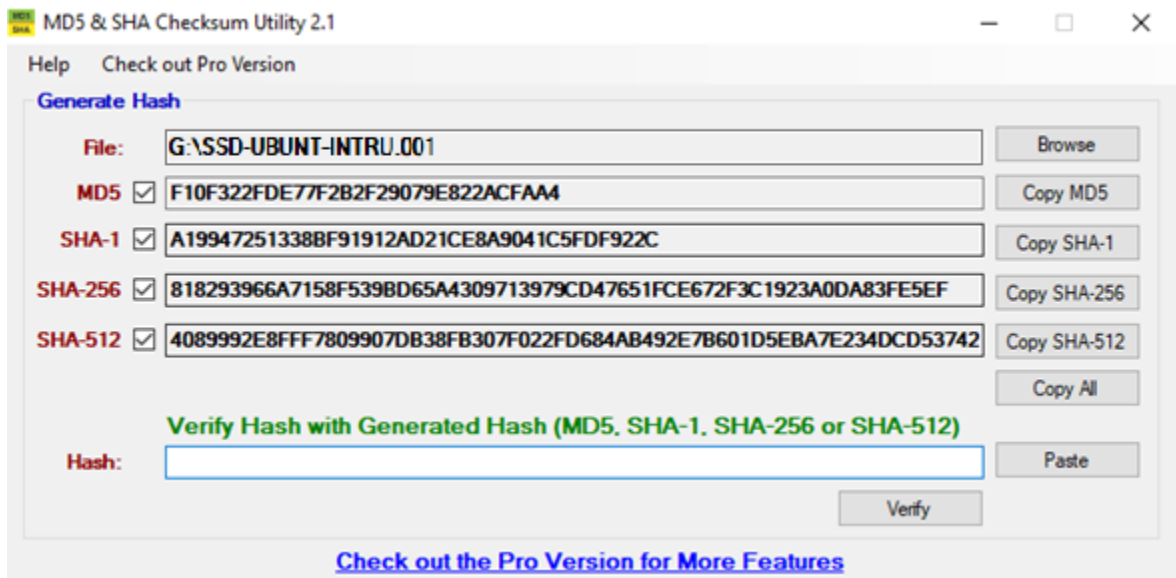 MD5 SHA MD5 & SHA Checksum Utility 2.1
Help Check out Pro Version
Generate Hash
File: G:\SSD-UBUNT-INTRU.001 Browse
MD5 F10F322FDE77F2B2F29079E822ACFAA4 Copy MD5
SHA-1 A19947251338BF91912AD21CE8A9041C5FDF922C Copy SHA-1
SHA-256 818293966A7158F539BD65A4309713979CD47651FCE672F3C1923A0DA83FE5EF Copy SHA-256
SHA-512 4089992E8FFF7809907DB38FB307F022FD684AB492E7B601D5EBA7E234DCD53742 Copy SHA-512
Copy All
Verify Hash with Generated Hash (MD5, SHA-1, SHA-256 or SHA-512)
Hash: Paste
Verify
Check out the Pro Version for More Features